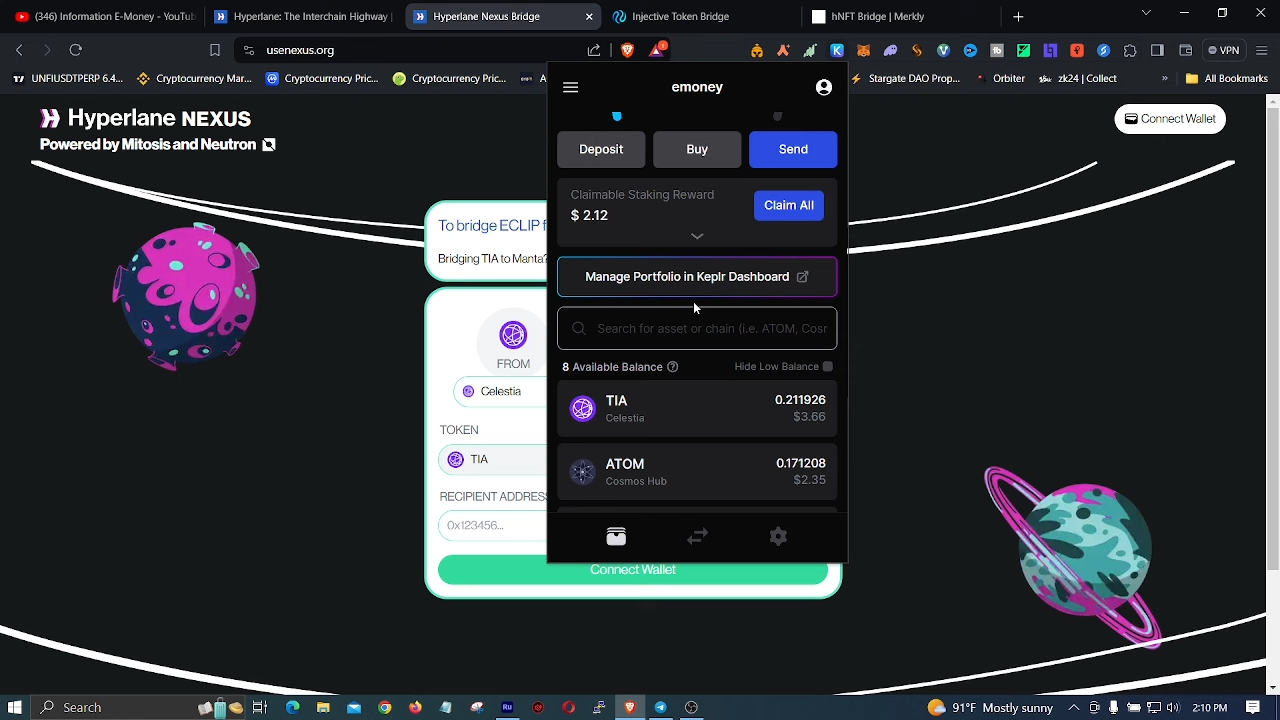 (346) Information E-Money - YouTub
Hyperlane: The Interchain Highway
Hyperlane Nexus Bridge
Injective Token Bridge
hNFT Bridge | Merkly
usenexus.org
VPN
UNFIUSDTPERP 6.4...
Cryptocurrency Mar...
Cryptocurrency Pric...
Cryptocurrency Pric...
Stargate DAO Prop...
Orbiter
zk24 | Collect
»
All Bookmarks
Hyperlane NEXUS
Powered by Mitosis and Neutron
Connect Wallet
To bridge ECLIP f
Bridging TIA to Manta?
FROM
Celestia
TOKEN
TIA
RECIPIENT ADDRESS
0x123456...
Connect Wallet
emoney
Deposit
Buy
Send
Claimable Staking Reward
$ 2.12
Claim All
Manage Portfolio in Keplr Dashboard
Search for asset or chain (i.e. ATOM, Cosr
8 Available Balance
Hide Low Balance
TIA
0.211926
Celestia
$3.66
ATOM
0.171208
Cosmos Hub
$2.35
Search
91°F Mostly sunny
2:10 PM